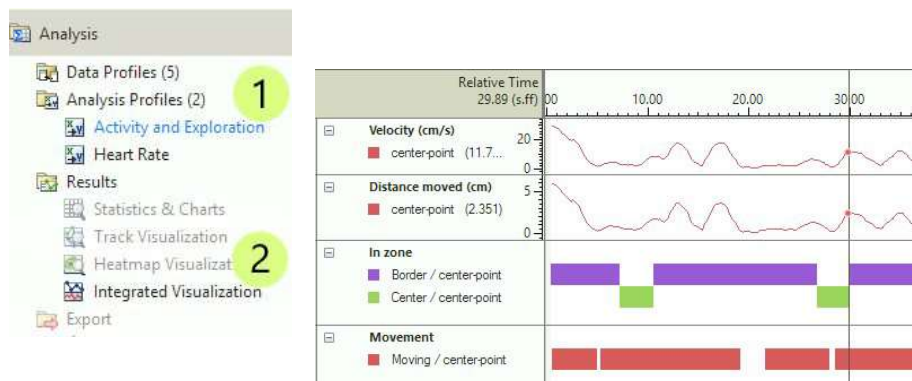 Analysis
Data Profiles (5)
1
Analysis Profiles (2)
Activity and Exploration
Heart Rate
Results
Statistics & Charts
Track Visualization
2
Heatmap Visualizat
Integrated Visualization
Export
Relative Time
29.89 (s.ff)
00 10.00 20.00 30.00
Velocity (cm/s)
20
center-point (11.7...
0
Distance moved (cm)
5
center-point (2.351)
0
In zone
Border / center-point
Center / center-point
Movement
Moving / center-point